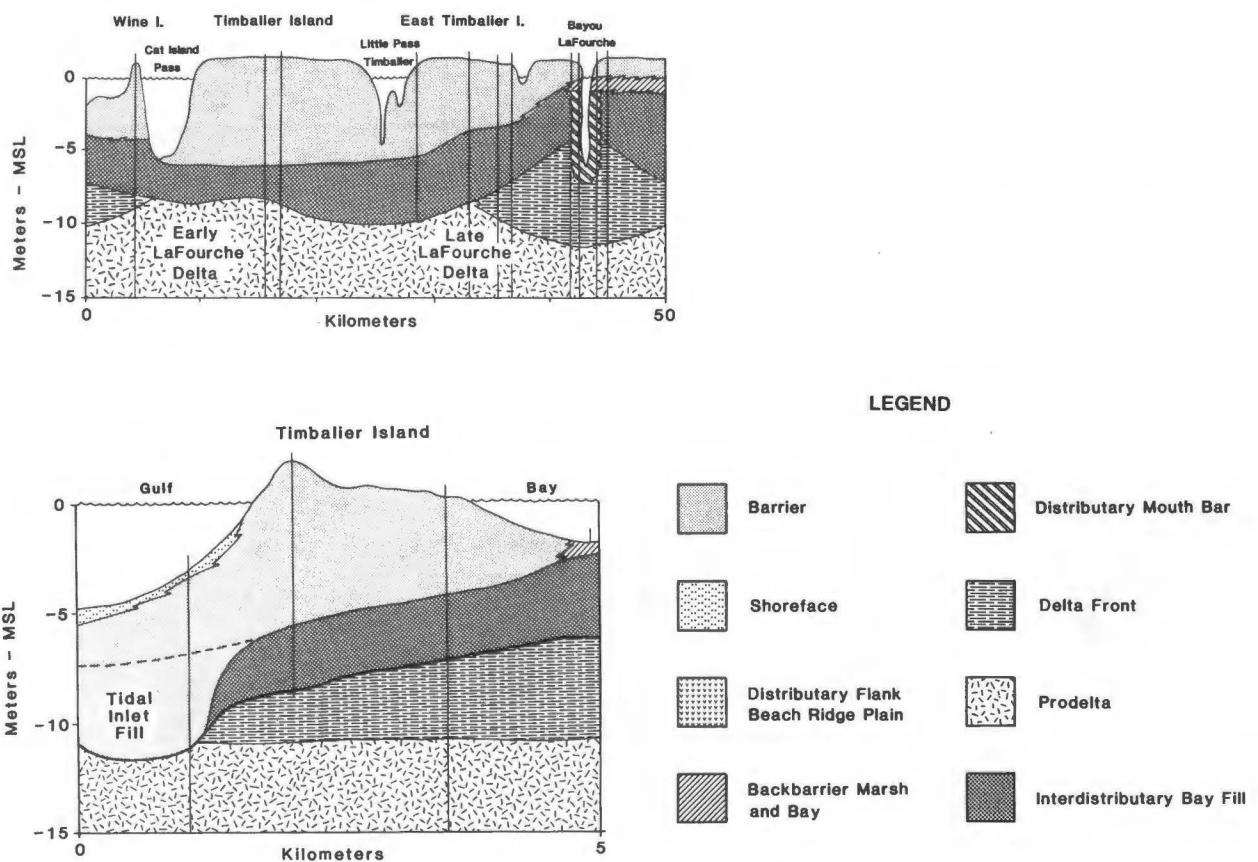 Wine I.
Timbalier Island
East Timbalier I.
Bayou
LaFourche
Cat Island
Pass
Little Pass
Timbalier
0
-5
-10
-15
Meters - MSL
Early
LaFourche
Delta
Late
LaFourche
Delta
0
Kilometers
50
Timbalier Island
Gulf
Bay
0
-5
-10
-15
Meters - MSL
Tidal
Inlet
Fill
0
Kilometers
5
LEGEND
Barrier
Shoreface
Distributary Flank
Beach Ridge Plain
Backbarrier Marsh
and Bay
Distributary Mouth Bar
Delta Front
Prodelta
Interdistributary Bay Fill